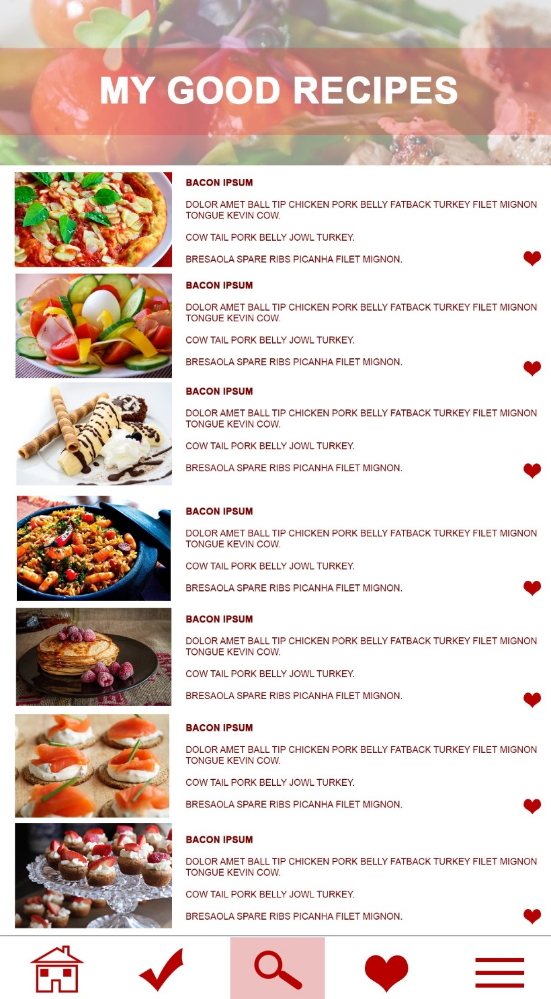 MY GOOD RECIPES
BACON IPSUM
DOLOR AMET BALL TIP CHICKEN PORK BELLY FATBACK TURKEY FILET MIGNON
TONGUE KEVIN COW.
COW TAIL PORK BELLY JOWL TURKEY.
BRESAOLA SPARE RIBS PICANHA FILET MIGNON.
BACON IPSUM
DOLOR AMET BALL TIP CHICKEN PORK BELLY FATBACK TURKEY FILET MIGNON
TONGUE KEVIN COW.
COW TAIL PORK BELLY JOWL TURKEY.
BRESAOLA SPARE RIBS PICANHA FILET MIGNON.
BACON IPSUM
DOLOR AMET BALL TIP CHICKEN PORK BELLY FATBACK TURKEY FILET MIGNON
TONGUE KEVIN COW.
COW TAIL PORK BELLY JOWL TURKEY.
BRESAOLA SPARE RIBS PICANHA FILET MIGNON.
BACON IPSUM
DOLOR AMET BALL TIP CHICKEN PORK BELLY FATBACK TURKEY FILET MIGNON
TONGUE KEVIN COW.
COW TAIL PORK BELLY JOWL TURKEY.
BRESAOLA SPARE RIBS PICANHA FILET MIGNON.
BACON IPSUM
DOLOR AMET BALL TIP CHICKEN PORK BELLY FATBACK TURKEY FILET MIGNON
TONGUE KEVIN COW.
COW TAIL PORK BELLY JOWL TURKEY.
BRESAOLA SPARE RIBS PICANHA FILET MIGNON.
BACON IPSUM
DOLOR AMET BALL TIP CHICKEN PORK BELLY FATBACK TURKEY FILET MIGNON
TONGUE KEVIN COW.
COW TAIL PORK BELLY JOWL TURKEY.
BRESAOLA SPARE RIBS PICANHA FILET MIGNON.
BACON IPSUM
DOLOR AMET BALL TIP CHICKEN PORK BELLY FATBACK TURKEY FILET MIGNON
TONGUE KEVIN COW.
COW TAIL PORK BELLY JOWL TURKEY.
BRESAOLA SPARE RIBS PICANHA FILET MIGNON.